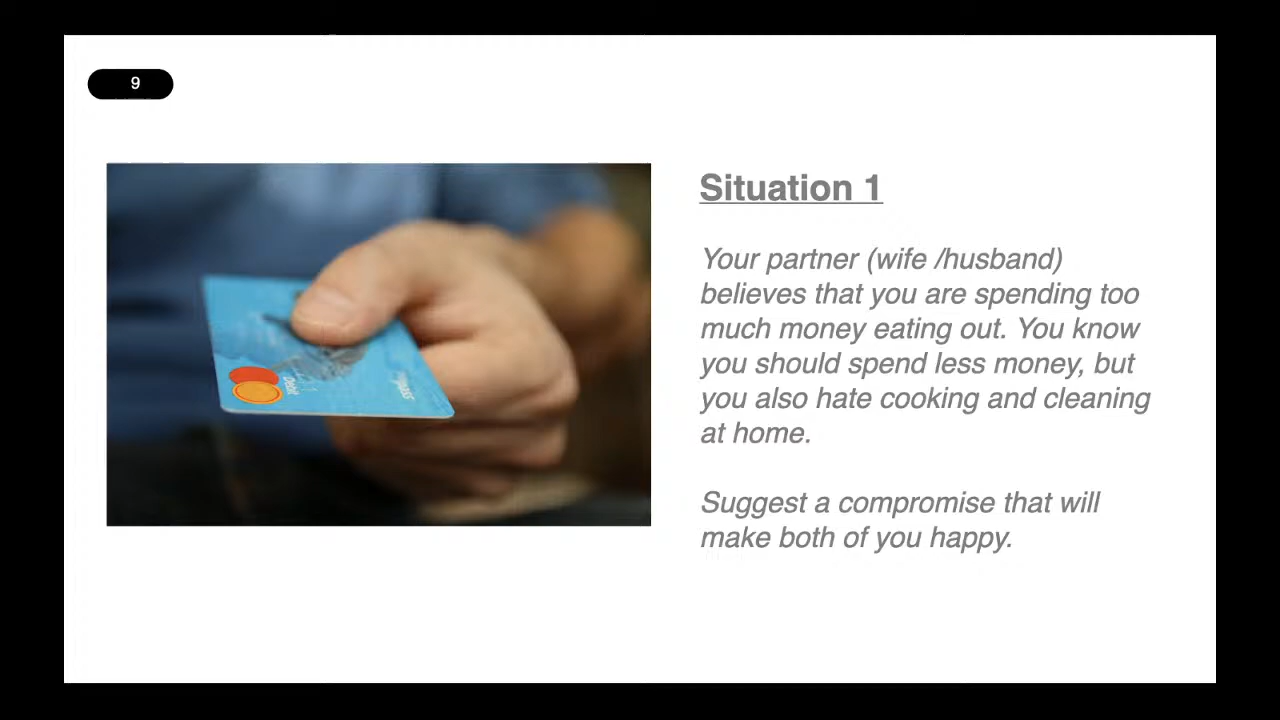 9
Situation 1
Your partner (wife /husband)
believes that you are spending too
much money eating out. You know
you should spend less money, but
you also hate cooking and cleaning
at home.
Suggest a compromise that will
make both of you happy.
Debit